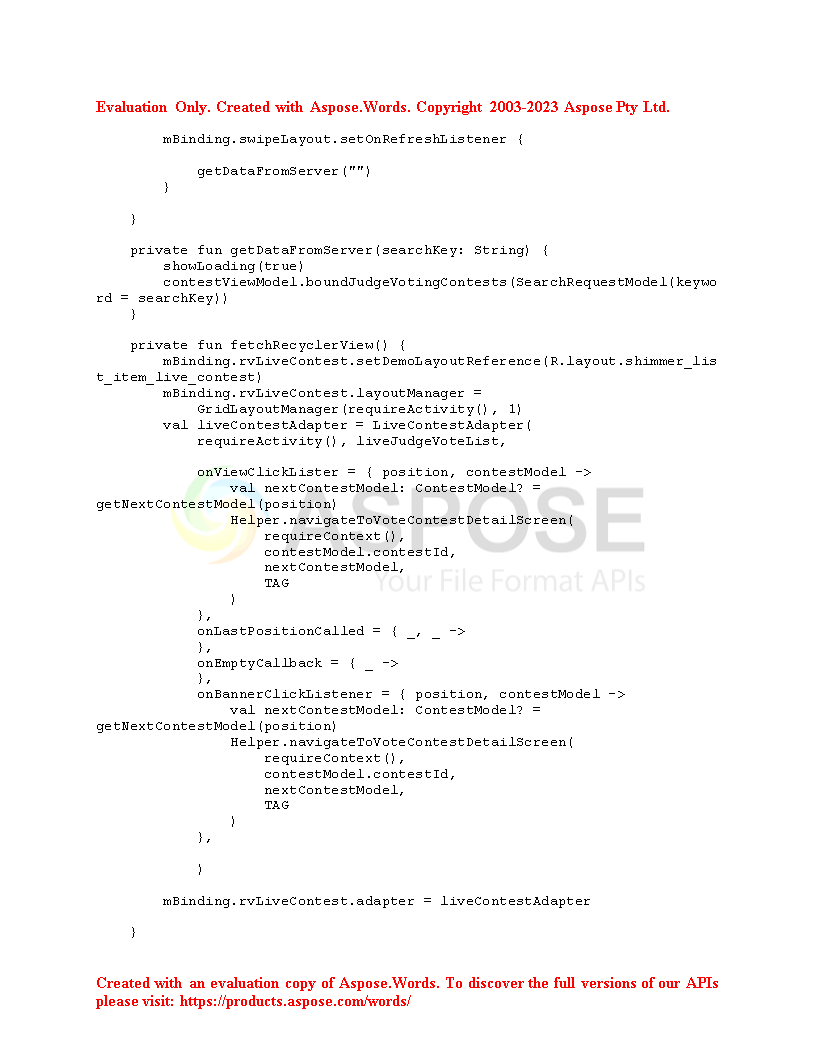 Evaluation Only. Created with Aspose.Words. Copyright 2003-2023 Aspose Pty Ltd.
        mBinding.swipeLayout.setOnRefreshListener {

            getDataFromServer("")
        }

    }

    private fun getDataFromServer(searchKey: String) {
        showLoading(true)
        contestViewModel.boundJudgeVotingContests(SearchRequestModel(keywo
rd = searchKey))
    }

    private fun fetchRecyclerView() {
        mBinding.rvLiveContest.setDemoLayoutReference(R.layout.shimmer_lis
t_item_live_contest)
        mBinding.rvLiveContest.layoutManager =
            GridLayoutManager(requireActivity(), 1)
        val liveContestAdapter = LiveContestAdapter(
            requireActivity(), liveJudgeVoteList,

            onViewClickLister = { position, contestModel ->
                val nextContestModel: ContestModel? =
getNextContestModel(position)
                Helper.navigateToVoteContestDetailScreen(
                    requireContext(),
                    contestModel.contestId,
                    nextContestModel,
                    TAG
                )
            },
            onLastPositionCalled = { _, _ ->
            },
            onEmptyCallback = { _ ->
            },
            onBannerClickListener = { position, contestModel ->
                val nextContestModel: ContestModel? =
getNextContestModel(position)
                Helper.navigateToVoteContestDetailScreen(
                    requireContext(),
                    contestModel.contestId,
                    nextContestModel,
                    TAG
                )
            },

            )

        mBinding.rvLiveContest.adapter = liveContestAdapter

    }
ASPOSE
Your File Format APIs
Created with an evaluation copy of Aspose.Words. To discover the full versions of our APIs
please visit: https://products.aspose.com/words/